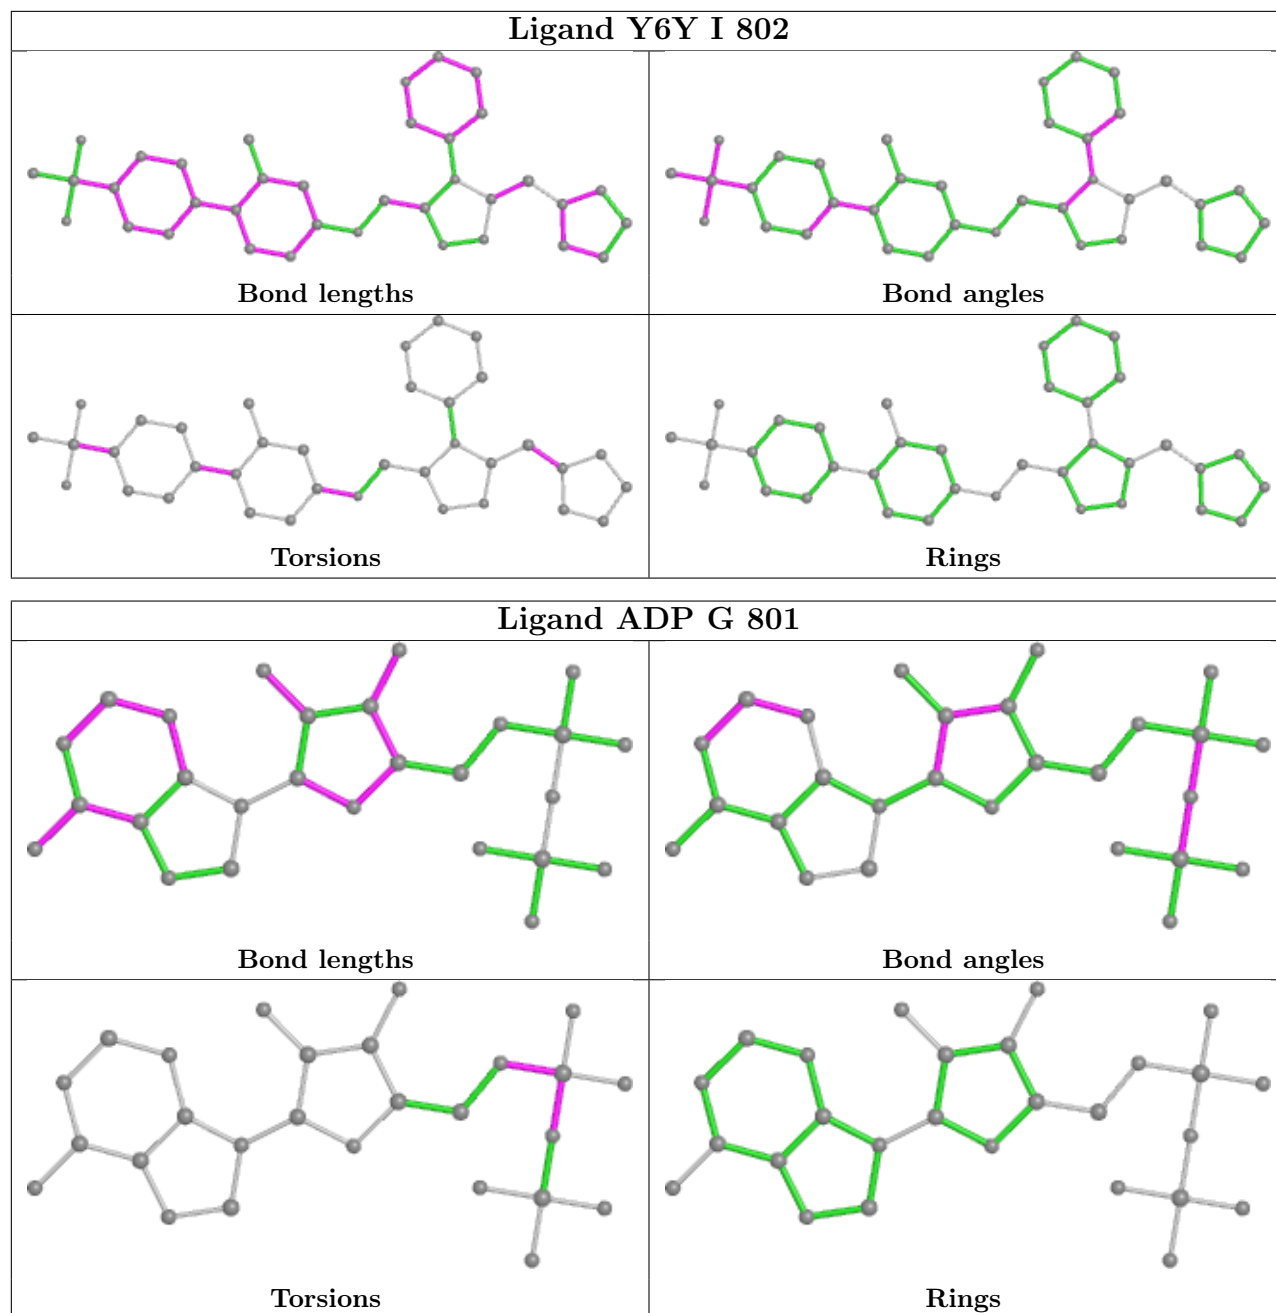 Ligand Y6Y I 802
Bond lengths
Bond angles
Torsions
Rings
Ligand ADP G 801
Bond lengths
Bond angles
Torsions
Rings